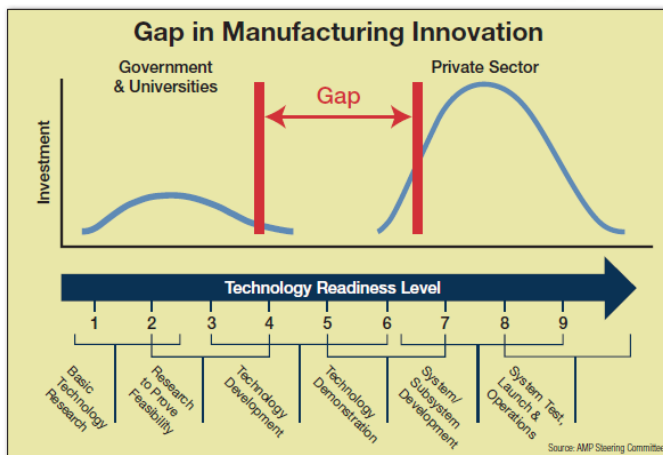 Gap in Manufacturing Innovation
Government
& Universities
Private Sector
Gap
Investment
Technology Readiness Level
1 2 3 4 5 6 7 8 9
Basic
Technology
Research
Research
to Prove
Feasibility
Technology
Development
Technology
Demonstration
System/
Subsystem
Development
System Test,
Launch &
Operations
Source: AMP Steering Committee